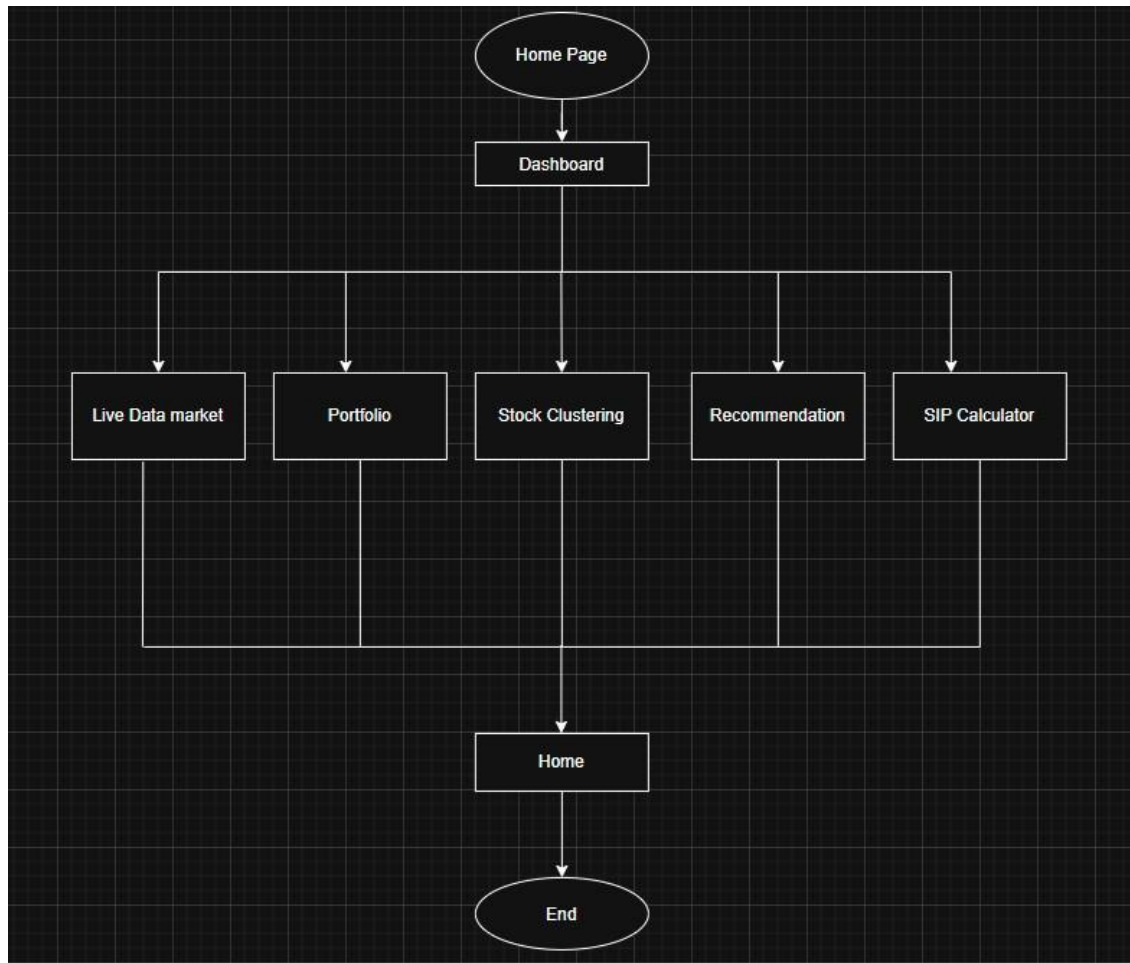 Home Page
Dashboard
Live Data market
Portfolio
Stock Clustering
Recommendation
SIP Calculator
Home
End